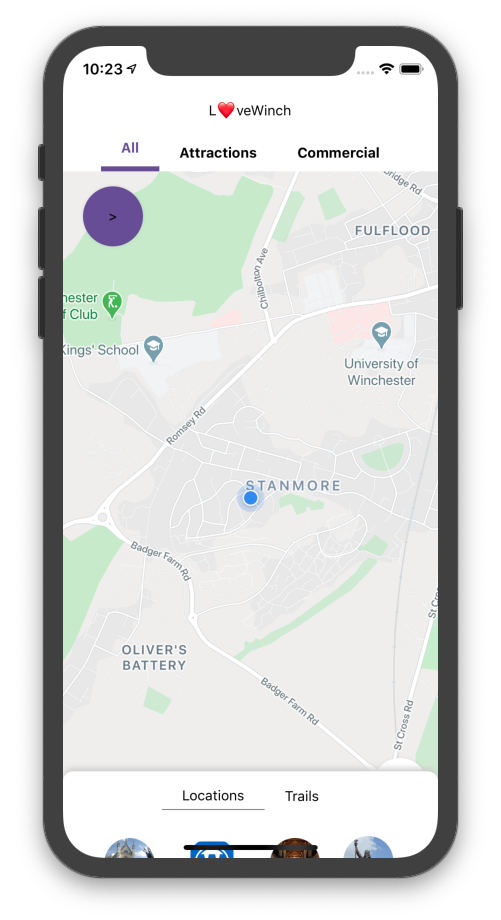 10:23
L❤️veWinch
All
Attractions
Commercial
>
bridge Rd
FULFLOOD
Chilbolton Ave
hester
f Club
Kings' School
University of
Winchester
Romsey Rd
STANMORE
Badger Farm Rd
OLIVER'S
BATTERY
Badger Farm Rd
St Cross Rd
St Cro
Locations
Trails